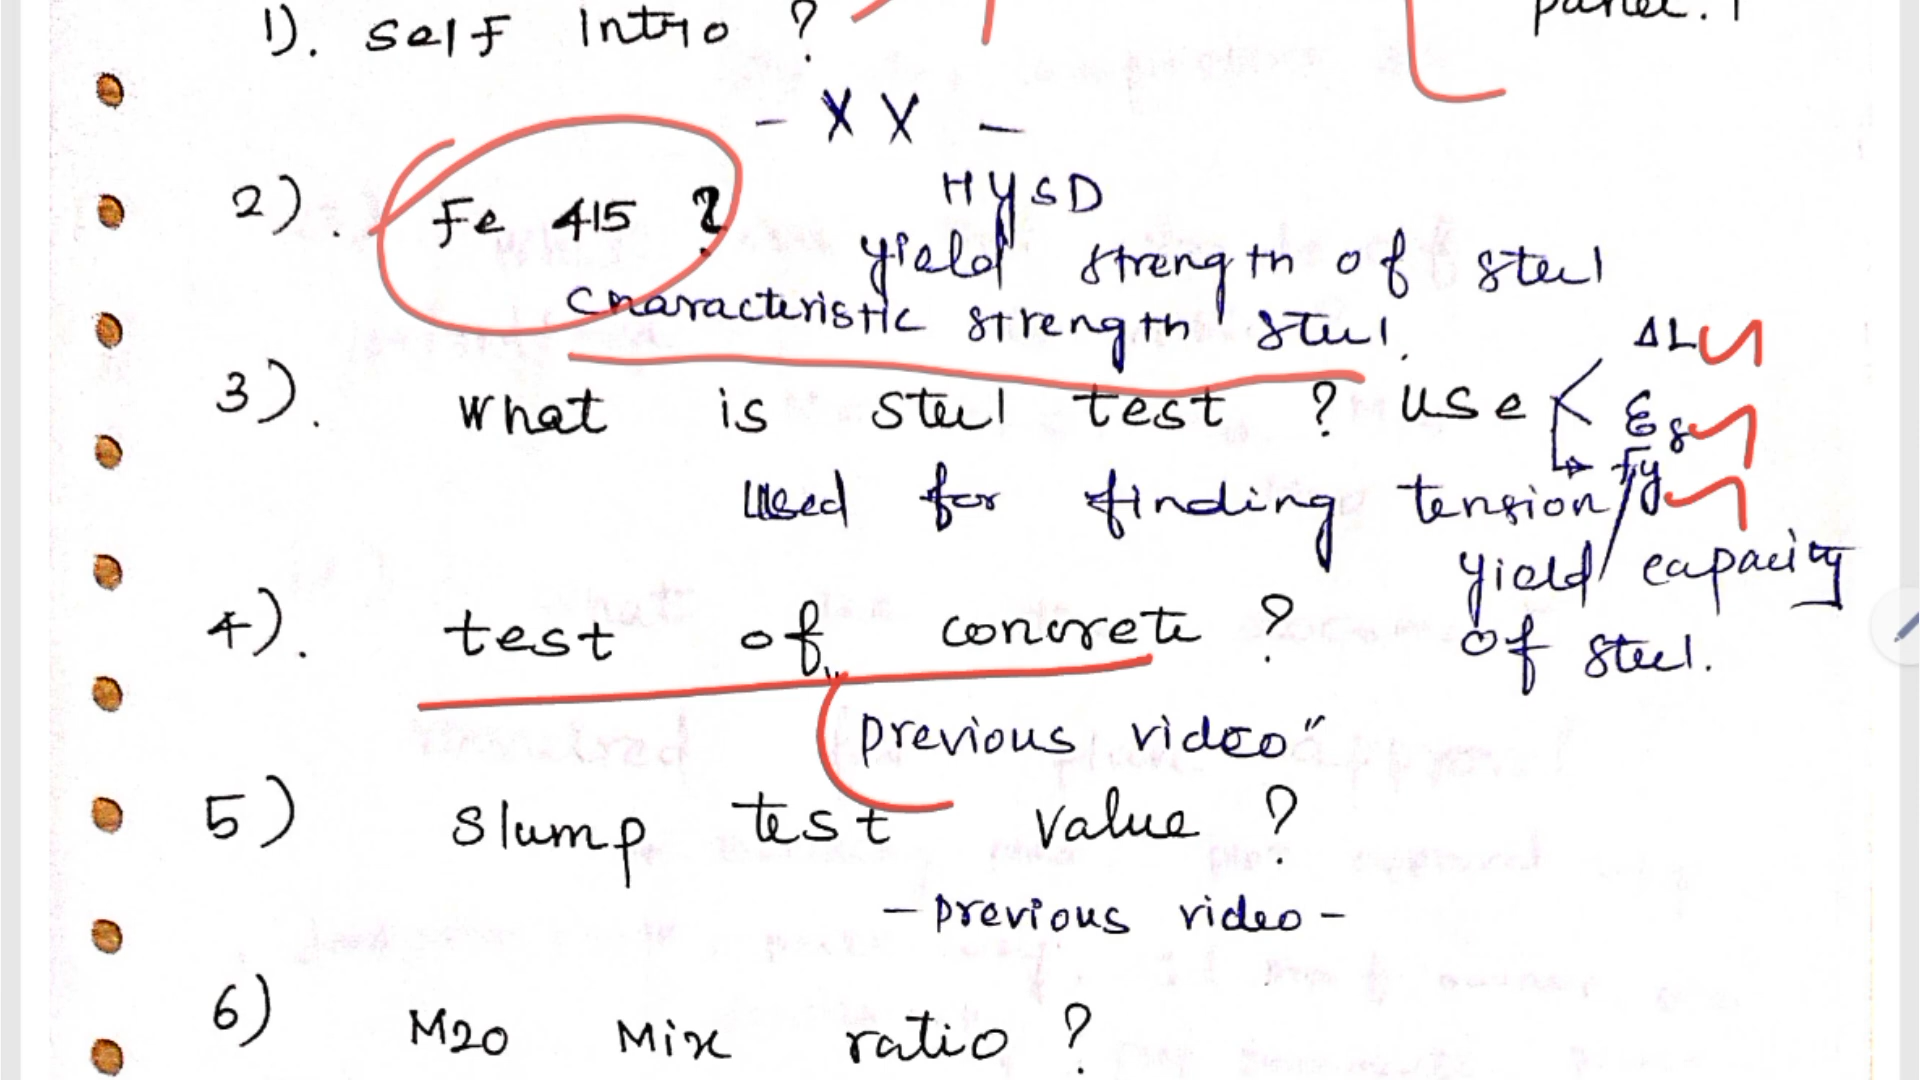 1). Self Intro ?
panel.
- X X -
2). Fe 415 ?
HYSD
yield strength of steel
characteristic strength steel.
3). What is steel test ? use
ΔL
Es
fy
used for finding tension/
yield capacity
of steel.
4). test of concrete ?
previous video"
5) Slump test value ?
- previous video -
6) M20 Mix ratio ?